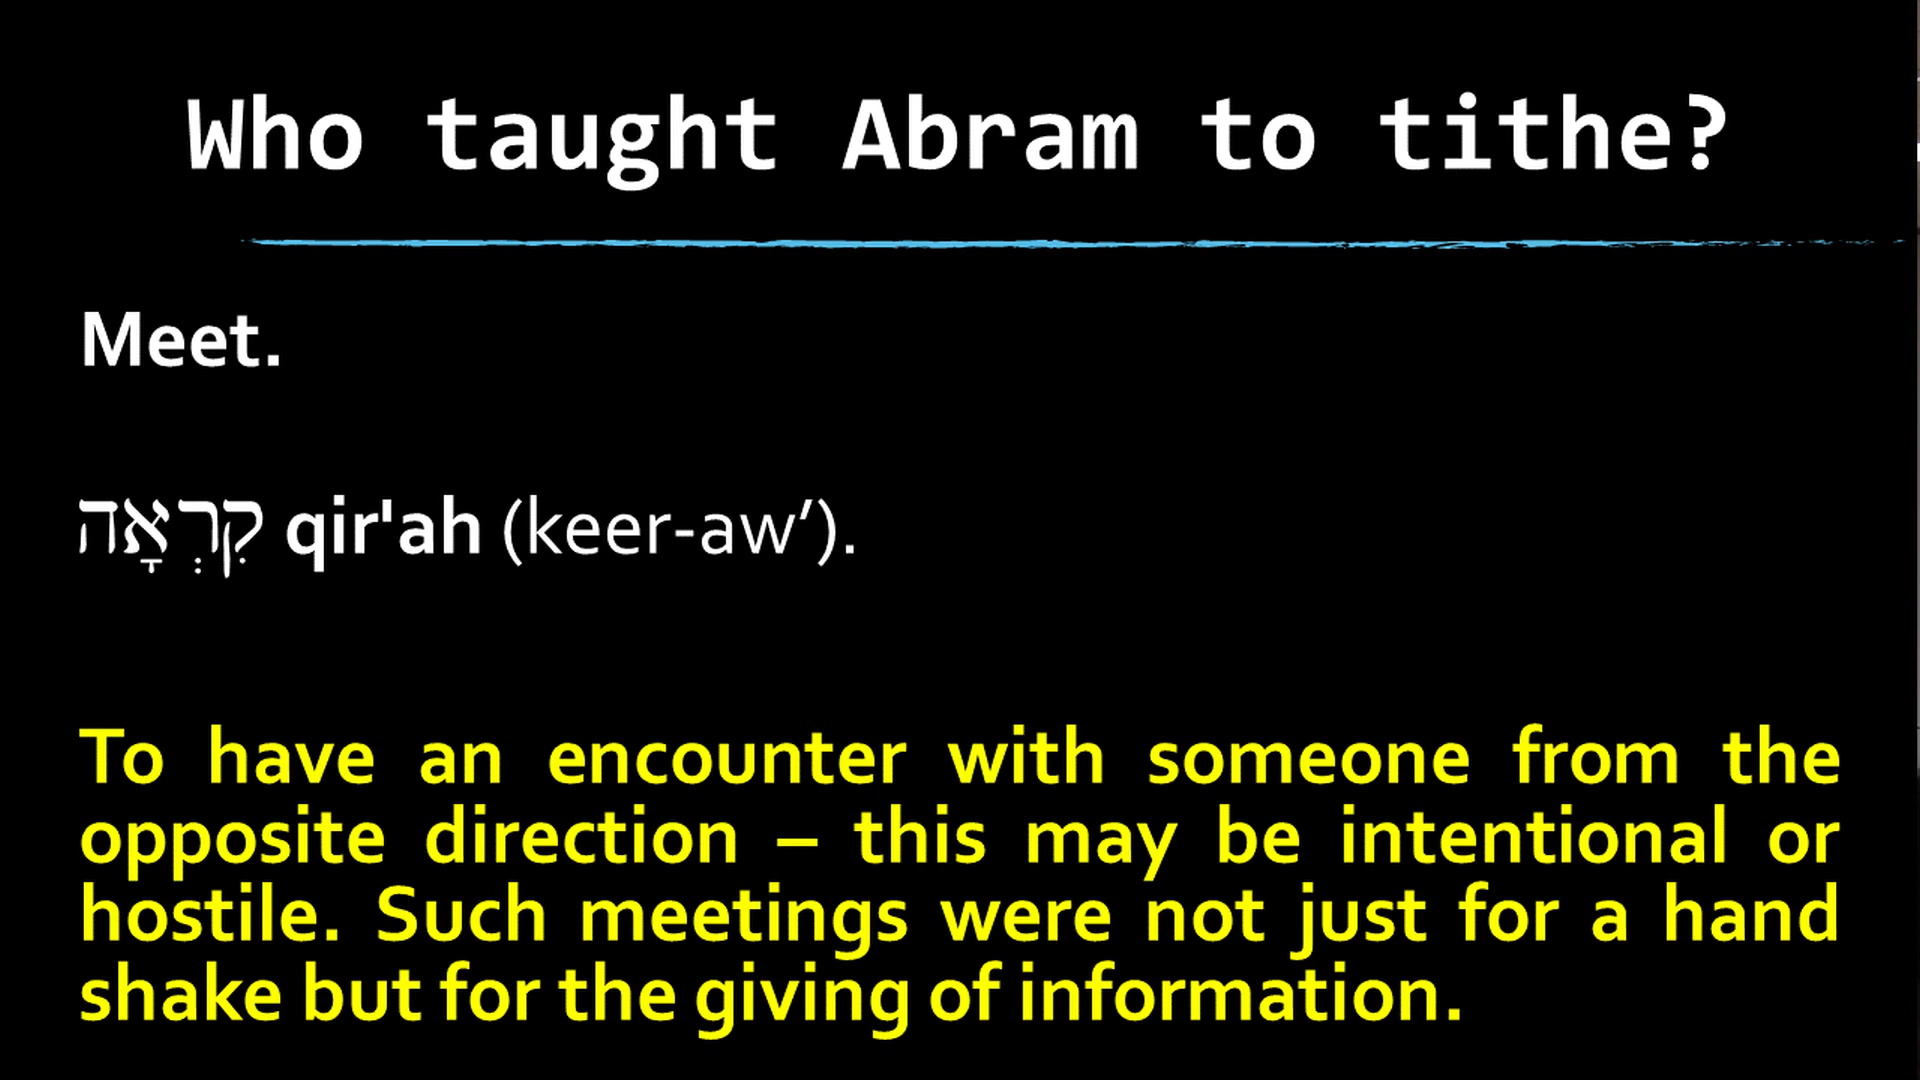 Who taught Abram to tithe?
Meet.
קִרְאָה qir'ah (keer-aw’).
To have an encounter with someone from the
opposite direction – this may be intentional or
hostile. Such meetings were not just for a hand
shake but for the giving of information.